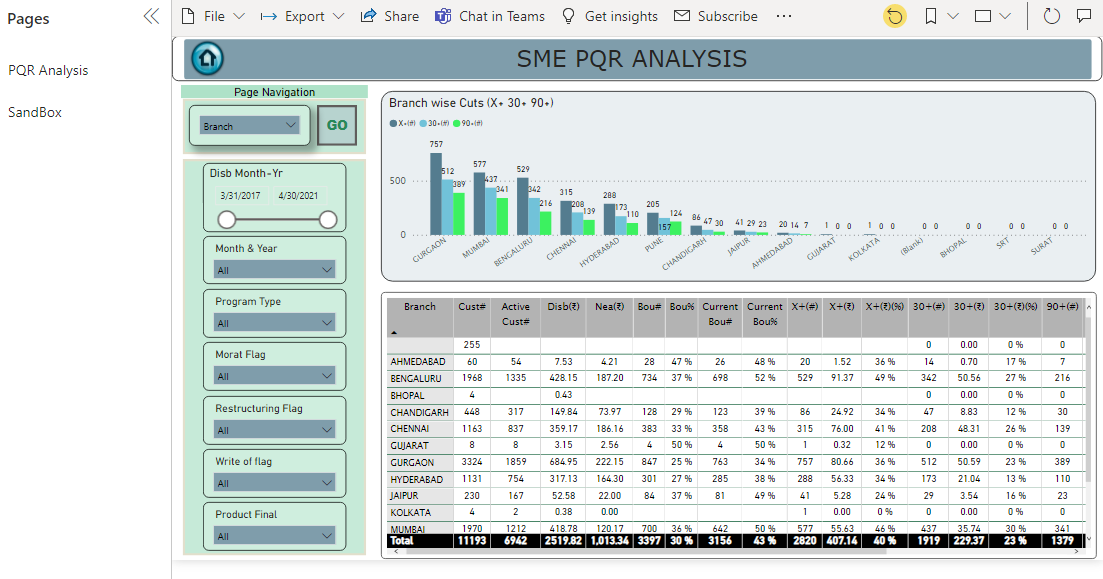 Pages
File Export Share Chat in Teams Get insights Subscribe ...
PQR Analysis
SandBox
SME PQR ANALYSIS
Page Navigation
Branch
GO
Disb Month-Yr
3/31/2017 4/30/2021
Month & Year
All
Program Type
All
Morat Flag
All
Restructuring Flag
All
Write of flag
All
Product Final
All
Branch wise Cuts (X+ 30+ 90+)
X+(#) 30+(#) 90+(#)
500
0
757 512 389
577 437 341
529 342 216
315 208 139
288 173 110
205 157 124
86 47 30
41 29 23
20 14 7
1 0 0
1 0 0
0 0
0 0
0 0
0 0
GURGAON MUMBAI BENGALURU CHENNAI HYDERABAD PUNE CHANDIGARH JAIPUR AHMEDABAD GUJARAT KOLKATA (Blank) BHOPAL SRT SURAT
Branch Cust# Active Cust# Disb(₹) Nea(₹) Bou# Bou% Current Bou# Current Bou% X+(#) X+(₹) X+(₹)(%) 30+(#) 30+(₹) 30+(₹)(%) 90+(#)
255 0 0.00 0 % 0
AHMEDABAD 60 54 7.53 4.21 28 47 % 26 48 % 20 1.52 36 % 14 0.70 17 % 7
BENGALURU 1968 1335 428.15 187.20 734 37 % 698 52 % 529 91.37 49 % 342 50.56 27 % 216
BHOPAL 4 0.43 0 0.00 0 % 0
CHANDIGARH 448 317 149.84 73.97 128 29 % 123 39 % 86 24.92 34 % 47 8.83 12 % 30
CHENNAI 1163 837 359.17 186.16 383 33 % 358 43 % 315 76.00 41 % 208 48.31 26 % 139
GUJARAT 8 8 3.15 2.56 4 50 % 4 50 % 1 0.32 12 % 0 0.00 0 % 0
GURGAON 3324 1859 684.95 222.15 847 25 % 763 34 % 757 80.66 36 % 512 50.59 23 % 389
HYDERABAD 1131 754 317.13 164.30 301 27 % 285 38 % 288 56.33 34 % 173 21.04 13 % 110
JAIPUR 230 167 52.58 22.00 84 37 % 81 49 % 41 5.28 24 % 29 3.54 16 % 23
KOLKATA 4 2 0.38 0.00 1 0.00 0 % 0 0.00 0 % 0
MUMBAI 1970 1212 418.78 120.17 700 36 % 642 50 % 577 55.63 46 % 437 35.74 30 % 341
Total 11193 6942 2519.82 1,013.34 3397 30 % 3156 43 % 2820 407.14 40 % 1919 229.37 23 % 1379